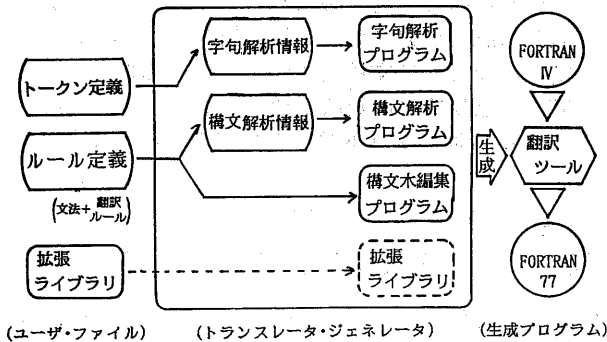 字句解析情報
字句解析
プログラム
FORTRAN
IV
トークン定義
構文解析情報
構文解析
プログラム
生成
翻訳
ツール
ルール定義
(文法+翻訳
ルール)
構文木編集
プログラム
拡張
ライブラリ
拡張
ライブラリ
FORTRAN
77
(ユーザ・ファイル)
(トランスレータ・ジェネレータ)
(生成プログラム)